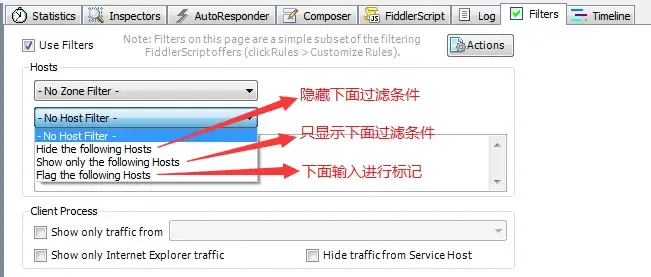 Statistics Inspectors AutoResponder Composer FiddlerScript Log Filters Timeline
Use Filters
Note: Filters on this page are a simple subset of the filtering
FiddlerScript offers (click Rules > Customize Rules).
Actions
Hosts
- No Zone Filter -
- No Host Filter -
- No Host Filter -
Hide the following Hosts
Show only the following Hosts
Flag the following Hosts
隐藏下面过滤条件
只显示下面过滤条件
下面输入进行标记
Client Process
Show only traffic from
Show only Internet Explorer traffic
Hide traffic from Service Host